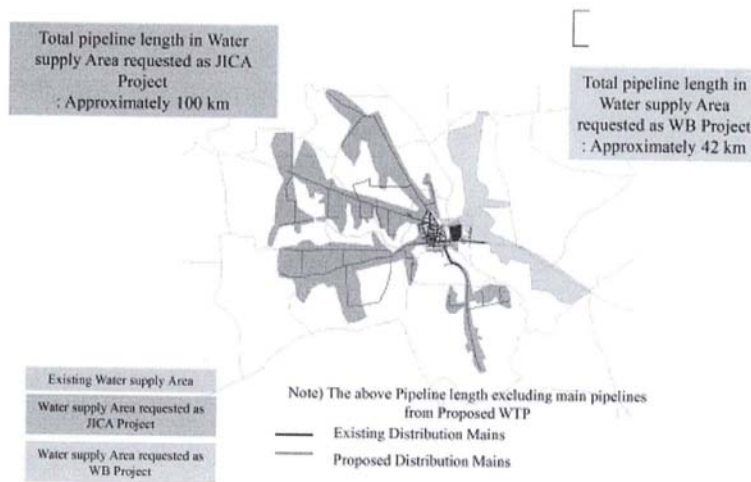 Total pipeline length in Water
supply Area requested as JICA
Project
: Approximately 100 km
Total pipeline length in
Water supply Area
requested as WB Project
: Approximately 42 km
Existing Water supply Area
Water supply Area requested as
JICA Project
Water supply Area requested as
WB Project
Note) The above Pipeline length excluding main pipelines
from Proposed WTP
Existing Distribution Mains
Proposed Distribution Mains